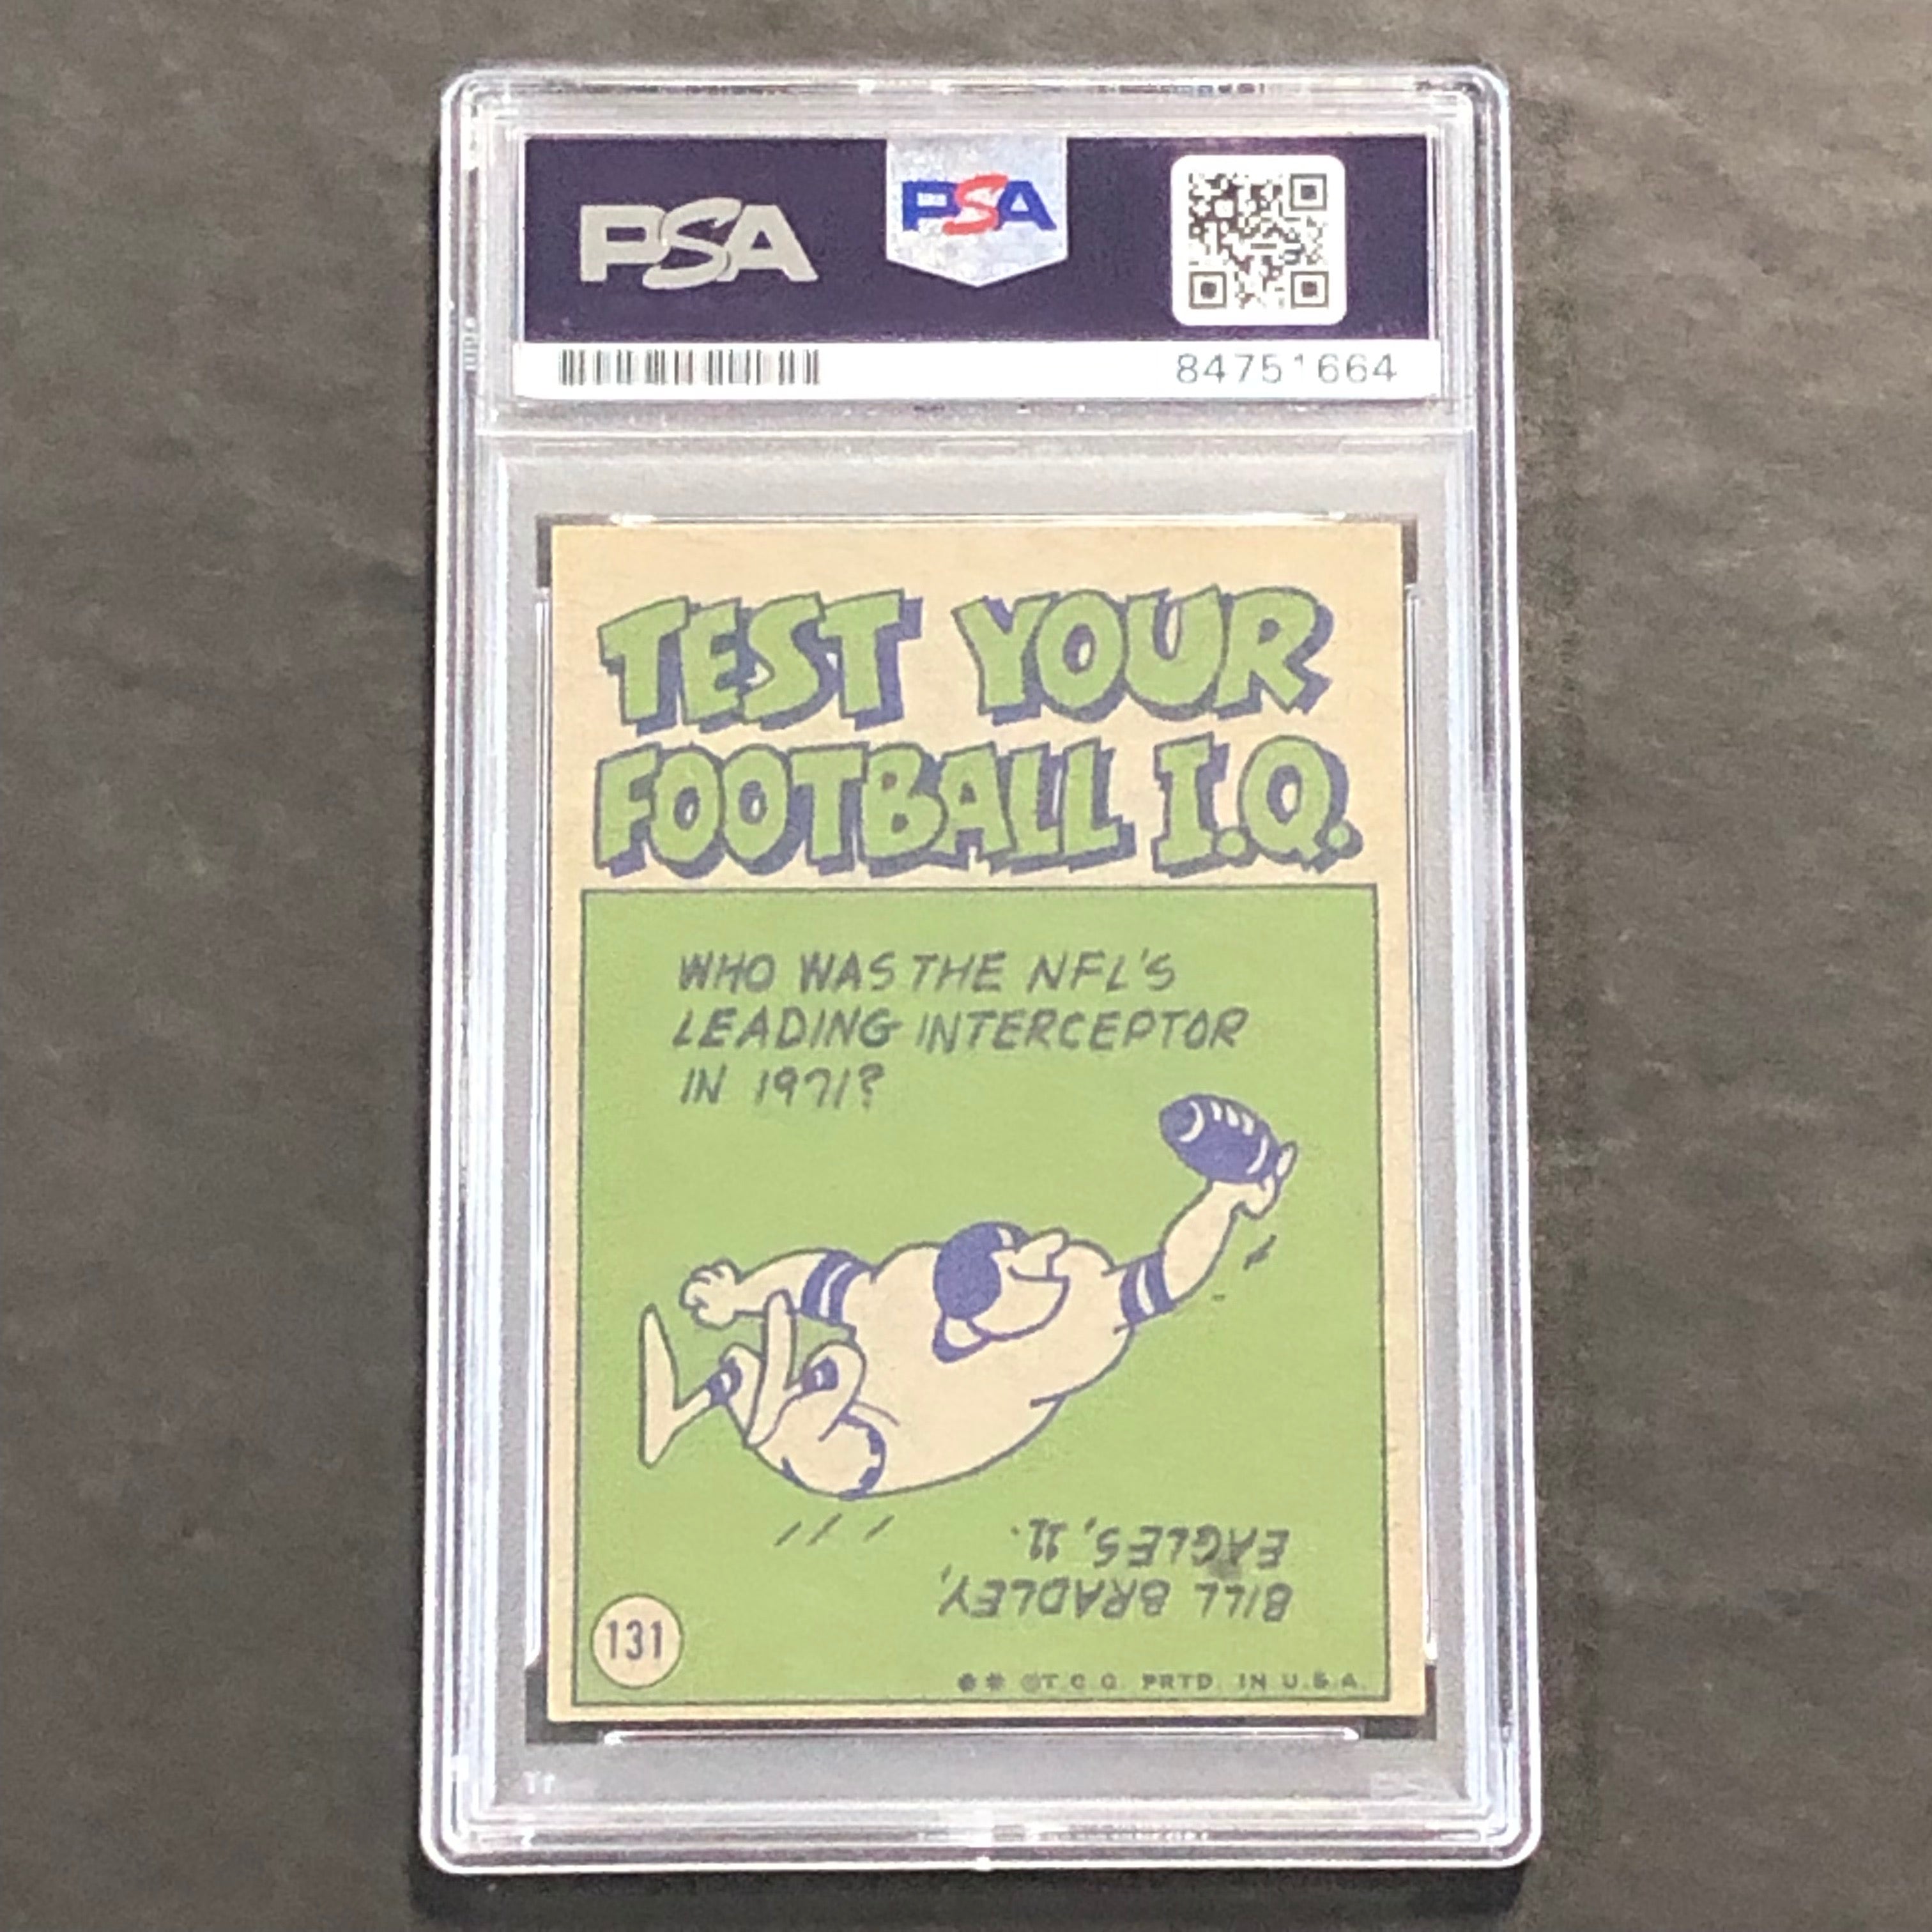 PSA
PSA
84751664
TEST YOUR
FOOTBALL I.Q.
WHO WAS THE NFL'S
LEADING INTERCEPTOR
IN 1971?
BILL BRADLEY,
EAGLES, 11.
131
** ©T.C.G. PRTD. IN U.S.A.